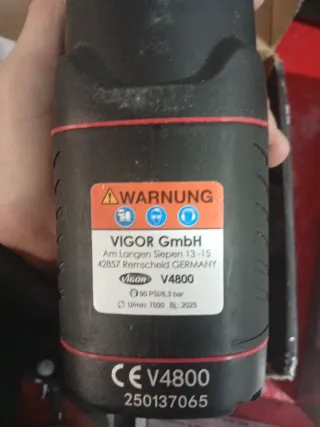 WARNUNG
VIGOR GmbH
Am Langen Siepen 13-15
42857 Remscheid GERMANY
VIGOR V4800
90 PSI/6,3 bar
U/min: 7500 BJ.: 2025
CE V4800
250137065